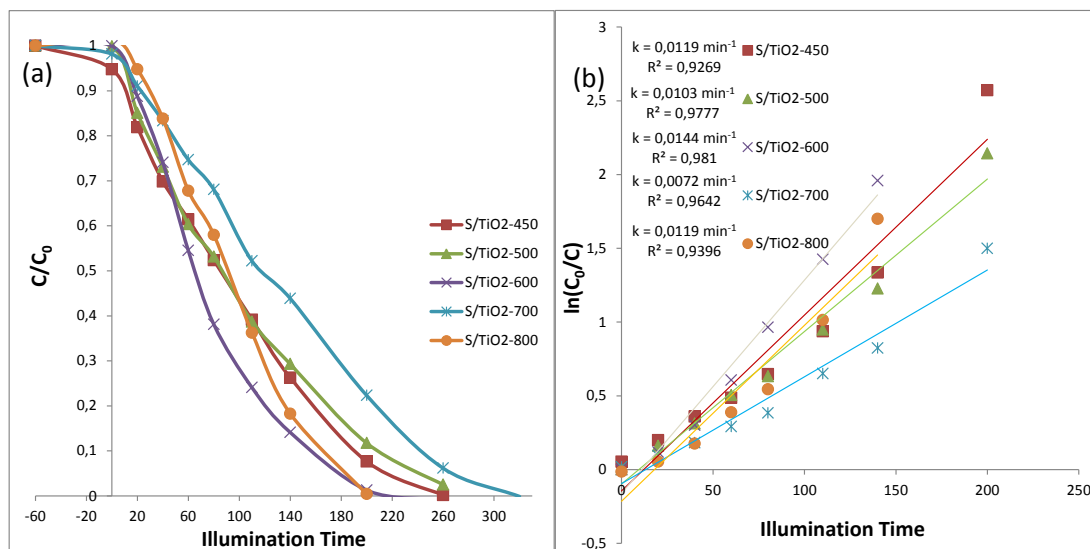 (a)
C/C0
1
0,9
0,8
0,7
0,6
0,5
0,4
0,3
0,2
0,1
0
-60 -20 20 60 100 140 180 220 260 300
Illumination Time
S/TiO2-450
S/TiO2-500
S/TiO2-600
S/TiO2-700
S/TiO2-800
(b)
ln(C0/C)
3
2,5
2
1,5
1
0,5
0
-0,5
0 50 100 150 200 250
Illumination Time
k = 0,0119 min-1
R² = 0,9269
S/TiO2-450
k = 0,0103 min-1
R² = 0,9777
S/TiO2-500
k = 0,0144 min-1
R² = 0,981
S/TiO2-600
k = 0,0072 min-1
R² = 0,9642
S/TiO2-700
k = 0,0119 min-1
R² = 0,9396
S/TiO2-800